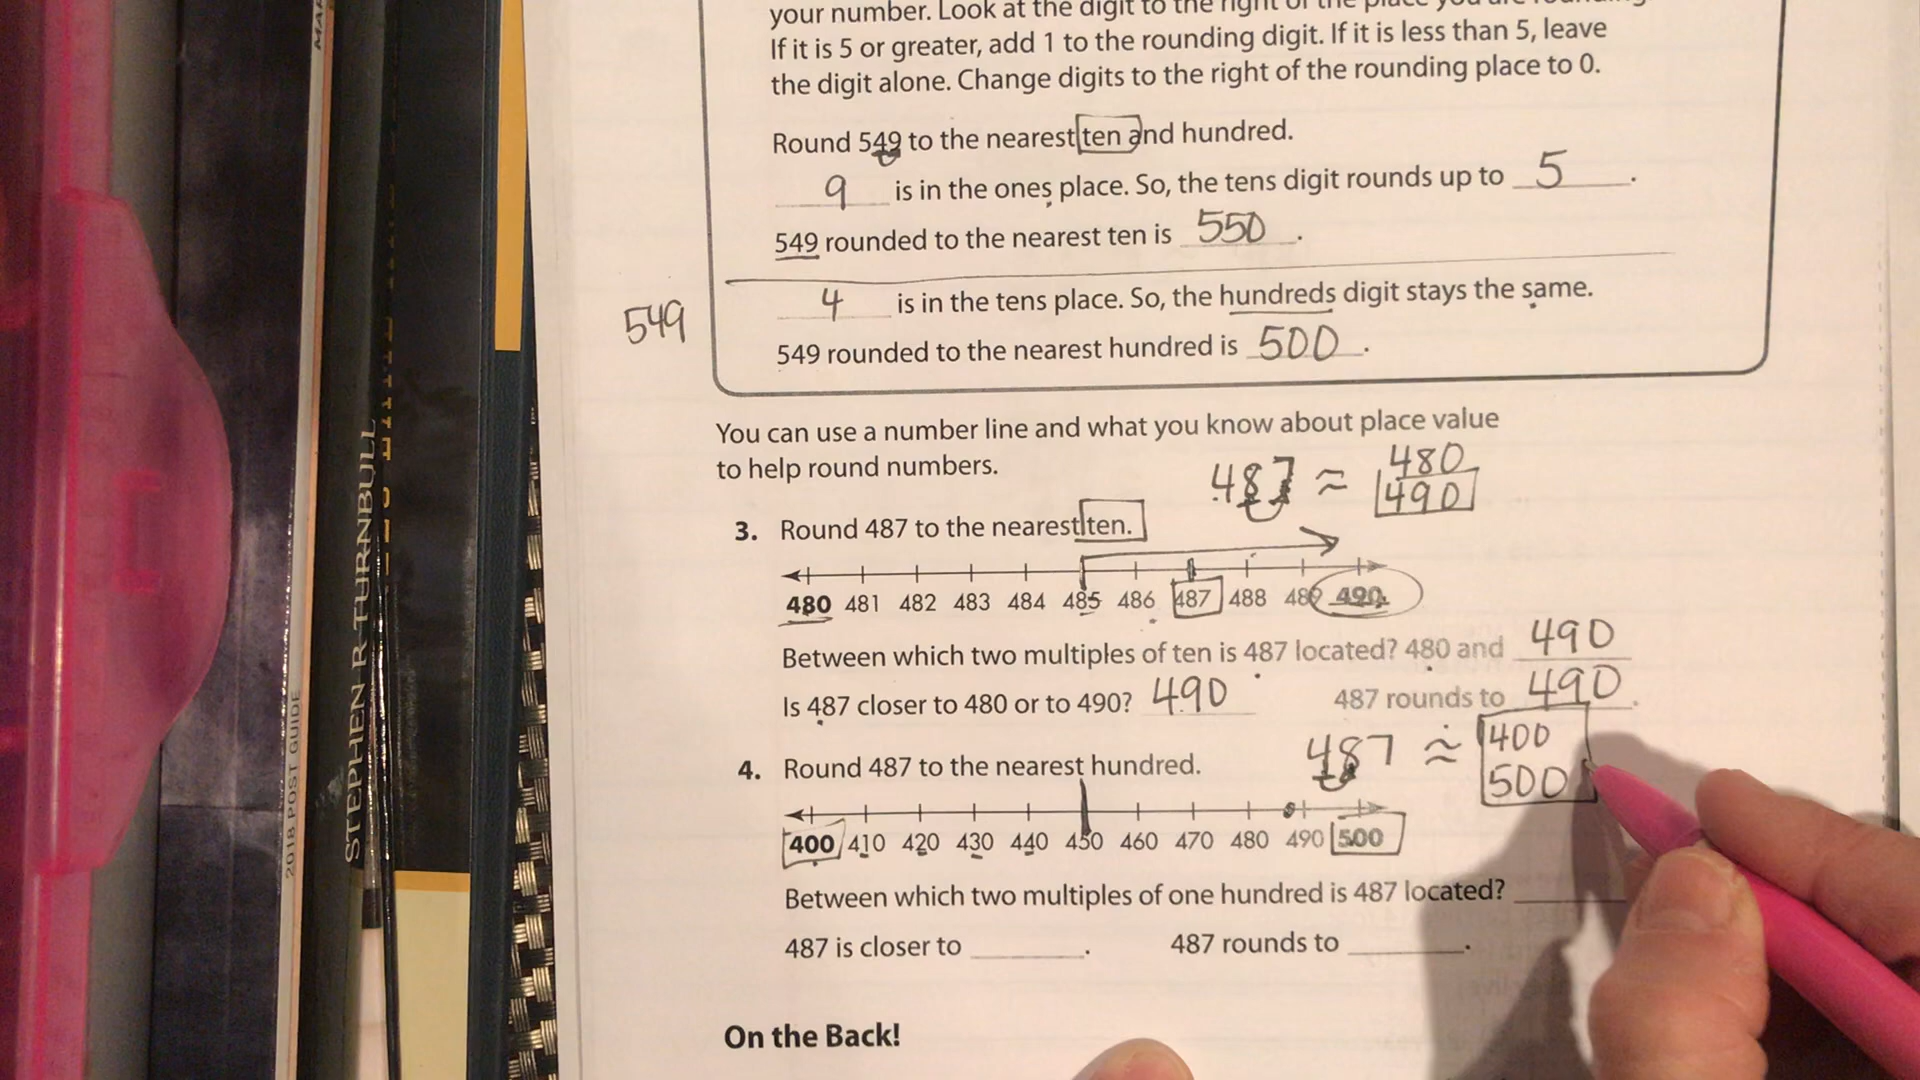 your number. Look at the digit to the right of the place you are rounding.
If it is 5 or greater, add 1 to the rounding digit. If it is less than 5, leave
the digit alone. Change digits to the right of the rounding place to 0.
Round 549 to the nearest ten and hundred.
9 is in the ones place. So, the tens digit rounds up to 5.
549 rounded to the nearest ten is 550.
4 is in the tens place. So, the hundreds digit stays the same.
549
549 rounded to the nearest hundred is 500.
You can use a number line and what you know about place value
to help round numbers.
487 ≈ 480
490
3. Round 487 to the nearest ten.
480 481 482 483 484 485 486 487 488 489 490
Between which two multiples of ten is 487 located? 480 and 490
Is 487 closer to 480 or to 490? 490 487 rounds to 490.
487 ≈ 400
500
4. Round 487 to the nearest hundred.
400 410 420 430 440 450 460 470 480 490 500
Between which two multiples of one hundred is 487 located?
487 is closer to . 487 rounds to .
On the Back!
STEPHEN R TURNBULL
2018 POST GUIDE